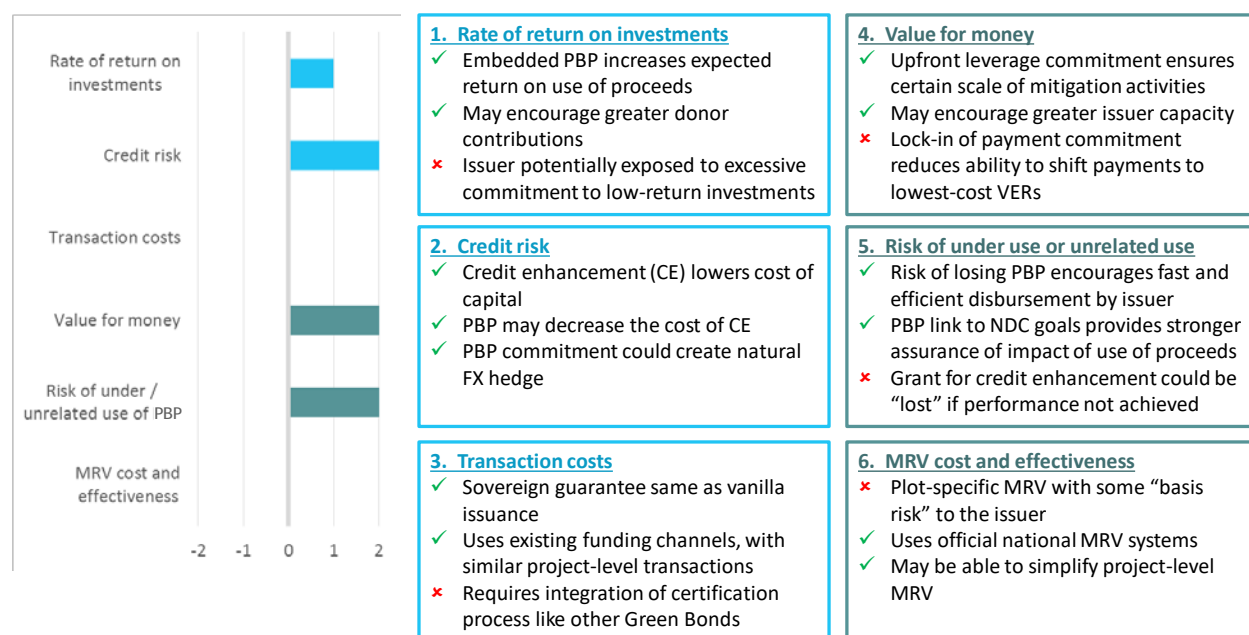 Rate of return on
investments
Credit risk
Transaction costs
Value for money
Risk of under /
unrelated use of PBP
MRV cost and
effectiveness
-2 -1 0 1 2
1. Rate of return on investments
✓ Embedded PBP increases expected
return on use of proceeds
✓ May encourage greater donor
contributions
✗ Issuer potentially exposed to excessive
commitment to low-return investments
2. Credit risk
✓ Credit enhancement (CE) lowers cost of
capital
✓ PBP may decrease the cost of CE
✓ PBP commitment could create natural
FX hedge
3. Transaction costs
✓ Sovereign guarantee same as vanilla
issuance
✓ Uses existing funding channels, with
similar project-level transactions
✗ Requires integration of certification
process like other Green Bonds
4. Value for money
✓ Upfront leverage commitment ensures
certain scale of mitigation activities
✓ May encourage greater issuer capacity
✗ Lock-in of payment commitment
reduces ability to shift payments to
lowest-cost VERs
5. Risk of under use or unrelated use
✓ Risk of losing PBP encourages fast and
efficient disbursement by issuer
✓ PBP link to NDC goals provides stronger
assurance of impact of use of proceeds
✗ Grant for credit enhancement could be
“lost” if performance not achieved
6. MRV cost and effectiveness
✗ Plot-specific MRV with some “basis
risk” to the issuer
✓ Uses official national MRV systems
✓ May be able to simplify project-level
MRV